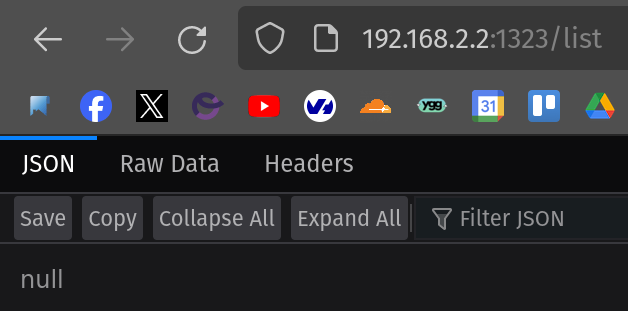 192.168.2.2:1323/list
ygg
31
JSON Raw Data Headers
Save Copy Collapse All Expand All Filter JSON
null